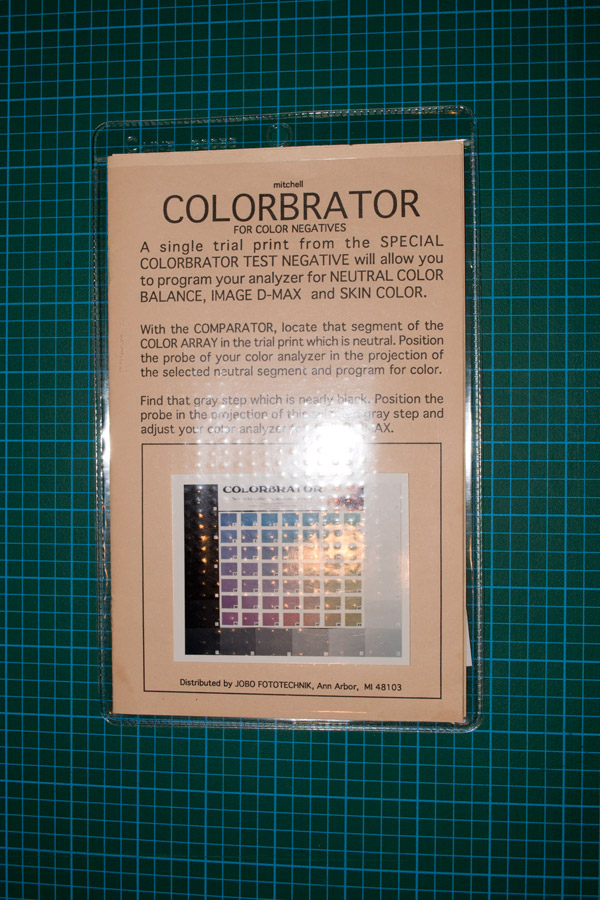 mitchell
COLORBRATOR
FOR COLOR NEGATIVES
A single trial print from the SPECIAL
COLORBRATOR TEST NEGATIVE will allow you
to program your analyzer for NEUTRAL COLOR
BALANCE, IMAGE D-MAX and SKIN COLOR.
With the COMPARATOR, locate that segment of the
COLOR ARRAY in the trial print which is neutral. Position
the probe of your color analyzer in the projection of
the selected neutral segment and program for color.
Find that gray step which is nearly black. Position the
probe in the projection of this gray step and
adjust your color analyzer
COLORBRATOR
Distributed by JOBO FOTOTECHNIK, Ann Arbor, MI 48103